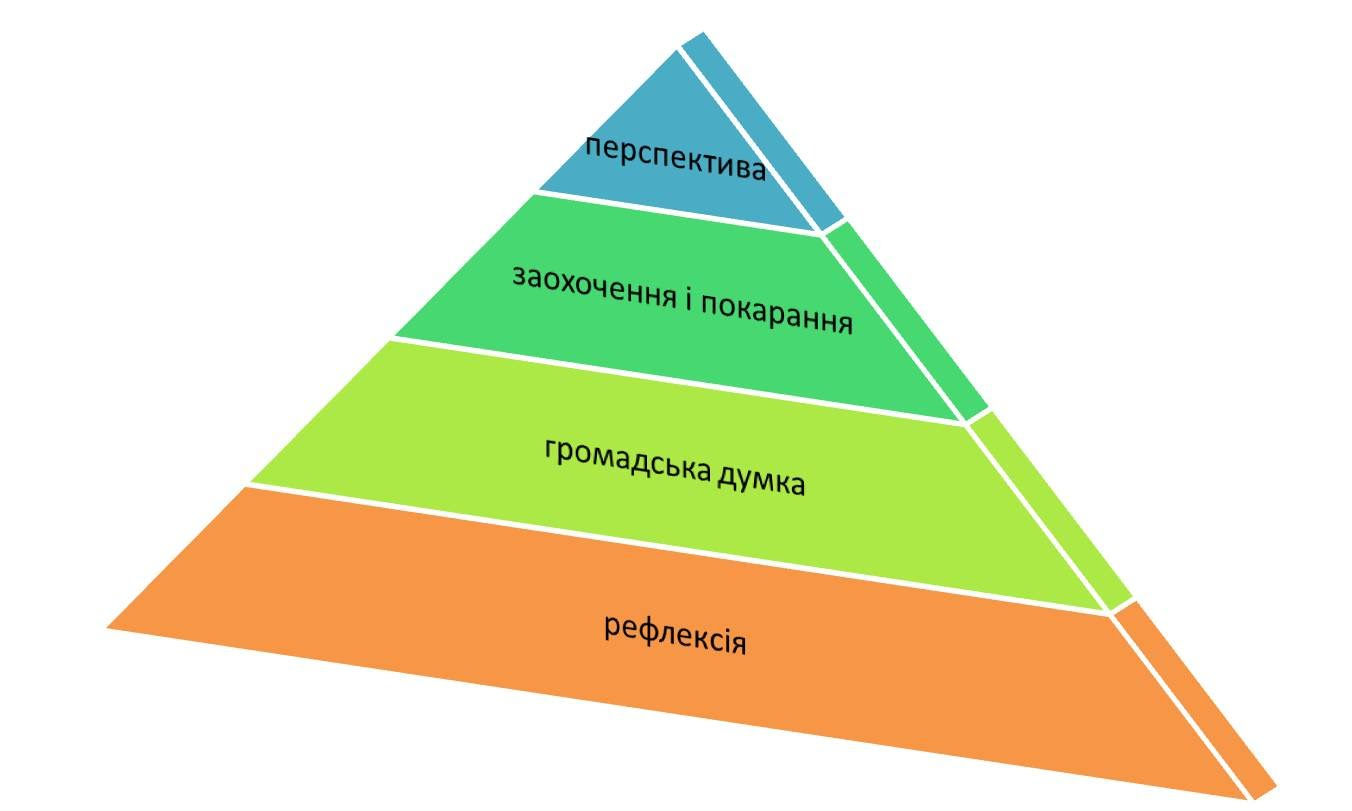 перспектива
заохочення і покарання
громадська думка
рефлексія